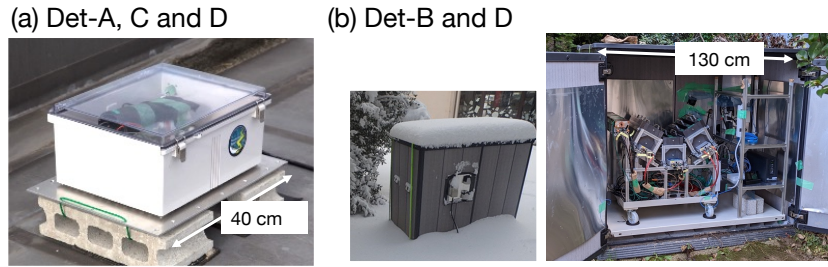 (a) Det-A, C and D
(b) Det-B and D
130 cm
40 cm